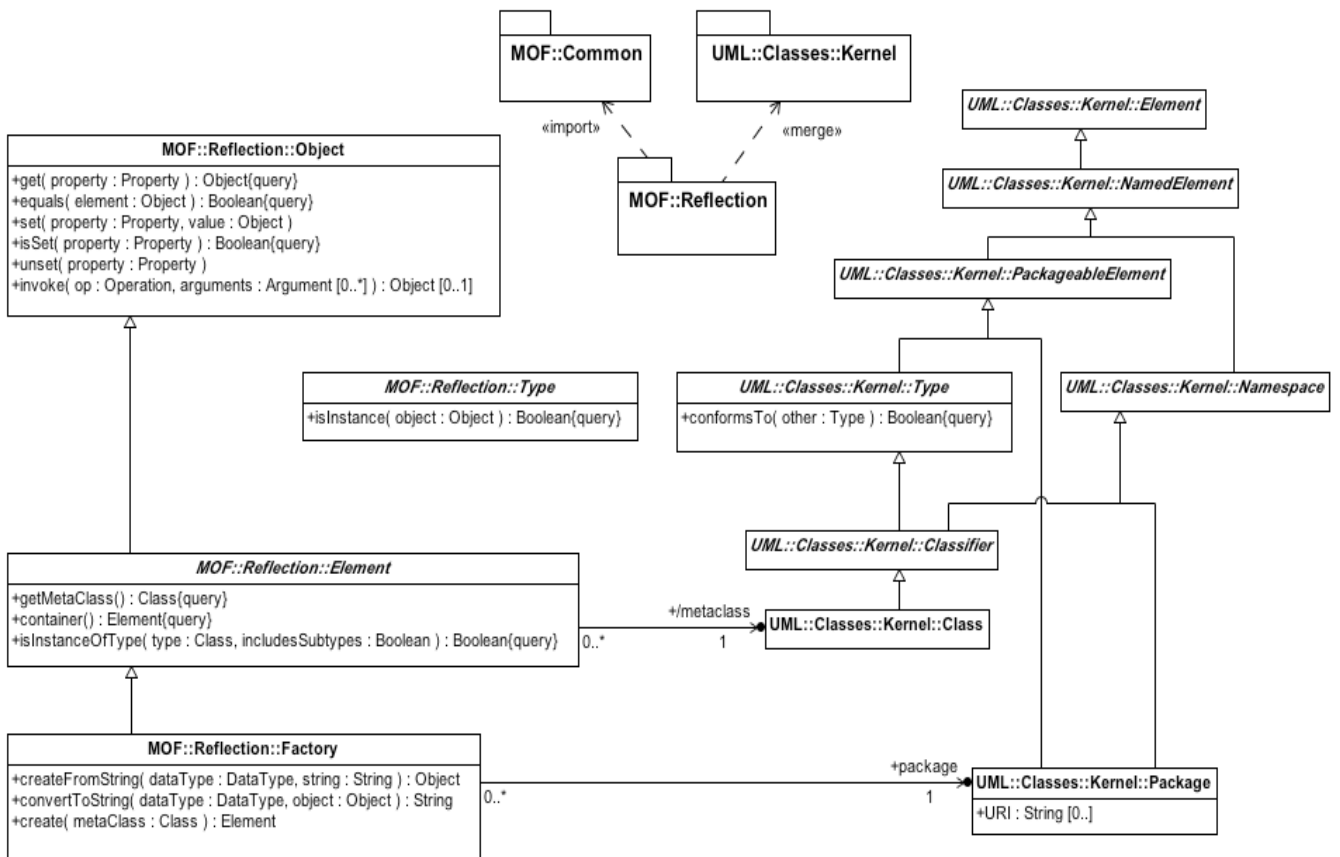 MOF::Common
UML::Classes::Kernel
«import»
«merge»
MOF::Reflection
UML::Classes::Kernel::Element
UML::Classes::Kernel::NamedElement
UML::Classes::Kernel::PackageableElement
MOF::Reflection::Object
+get( property : Property ) : Object{query}
+equals( element : Object ) : Boolean{query}
+set( property : Property, value : Object )
+isSet( property : Property ) : Boolean{query}
+unset( property : Property )
+invoke( op : Operation, arguments : Argument [0..*] ) : Object [0..1]
MOF::Reflection::Type
+isInstance( object : Object ) : Boolean{query}
UML::Classes::Kernel::Type
+conformsTo( other : Type ) : Boolean{query}
UML::Classes::Kernel::Namespace
UML::Classes::Kernel::Classifier
MOF::Reflection::Element
+getMetaClass() : Class{query}
+container() : Element{query}
+isInstanceOfType( type : Class, includesSubtypes : Boolean ) : Boolean{query}
0..*
+/metaclass
1
UML::Classes::Kernel::Class
MOF::Reflection::Factory
+createFromString( dataType : DataType, string : String ) : Object
+convertToString( dataType : DataType, object : Object ) : String
+create( metaClass : Class ) : Element
0..*
+package
1
UML::Classes::Kernel::Package
+URI : String [0..]